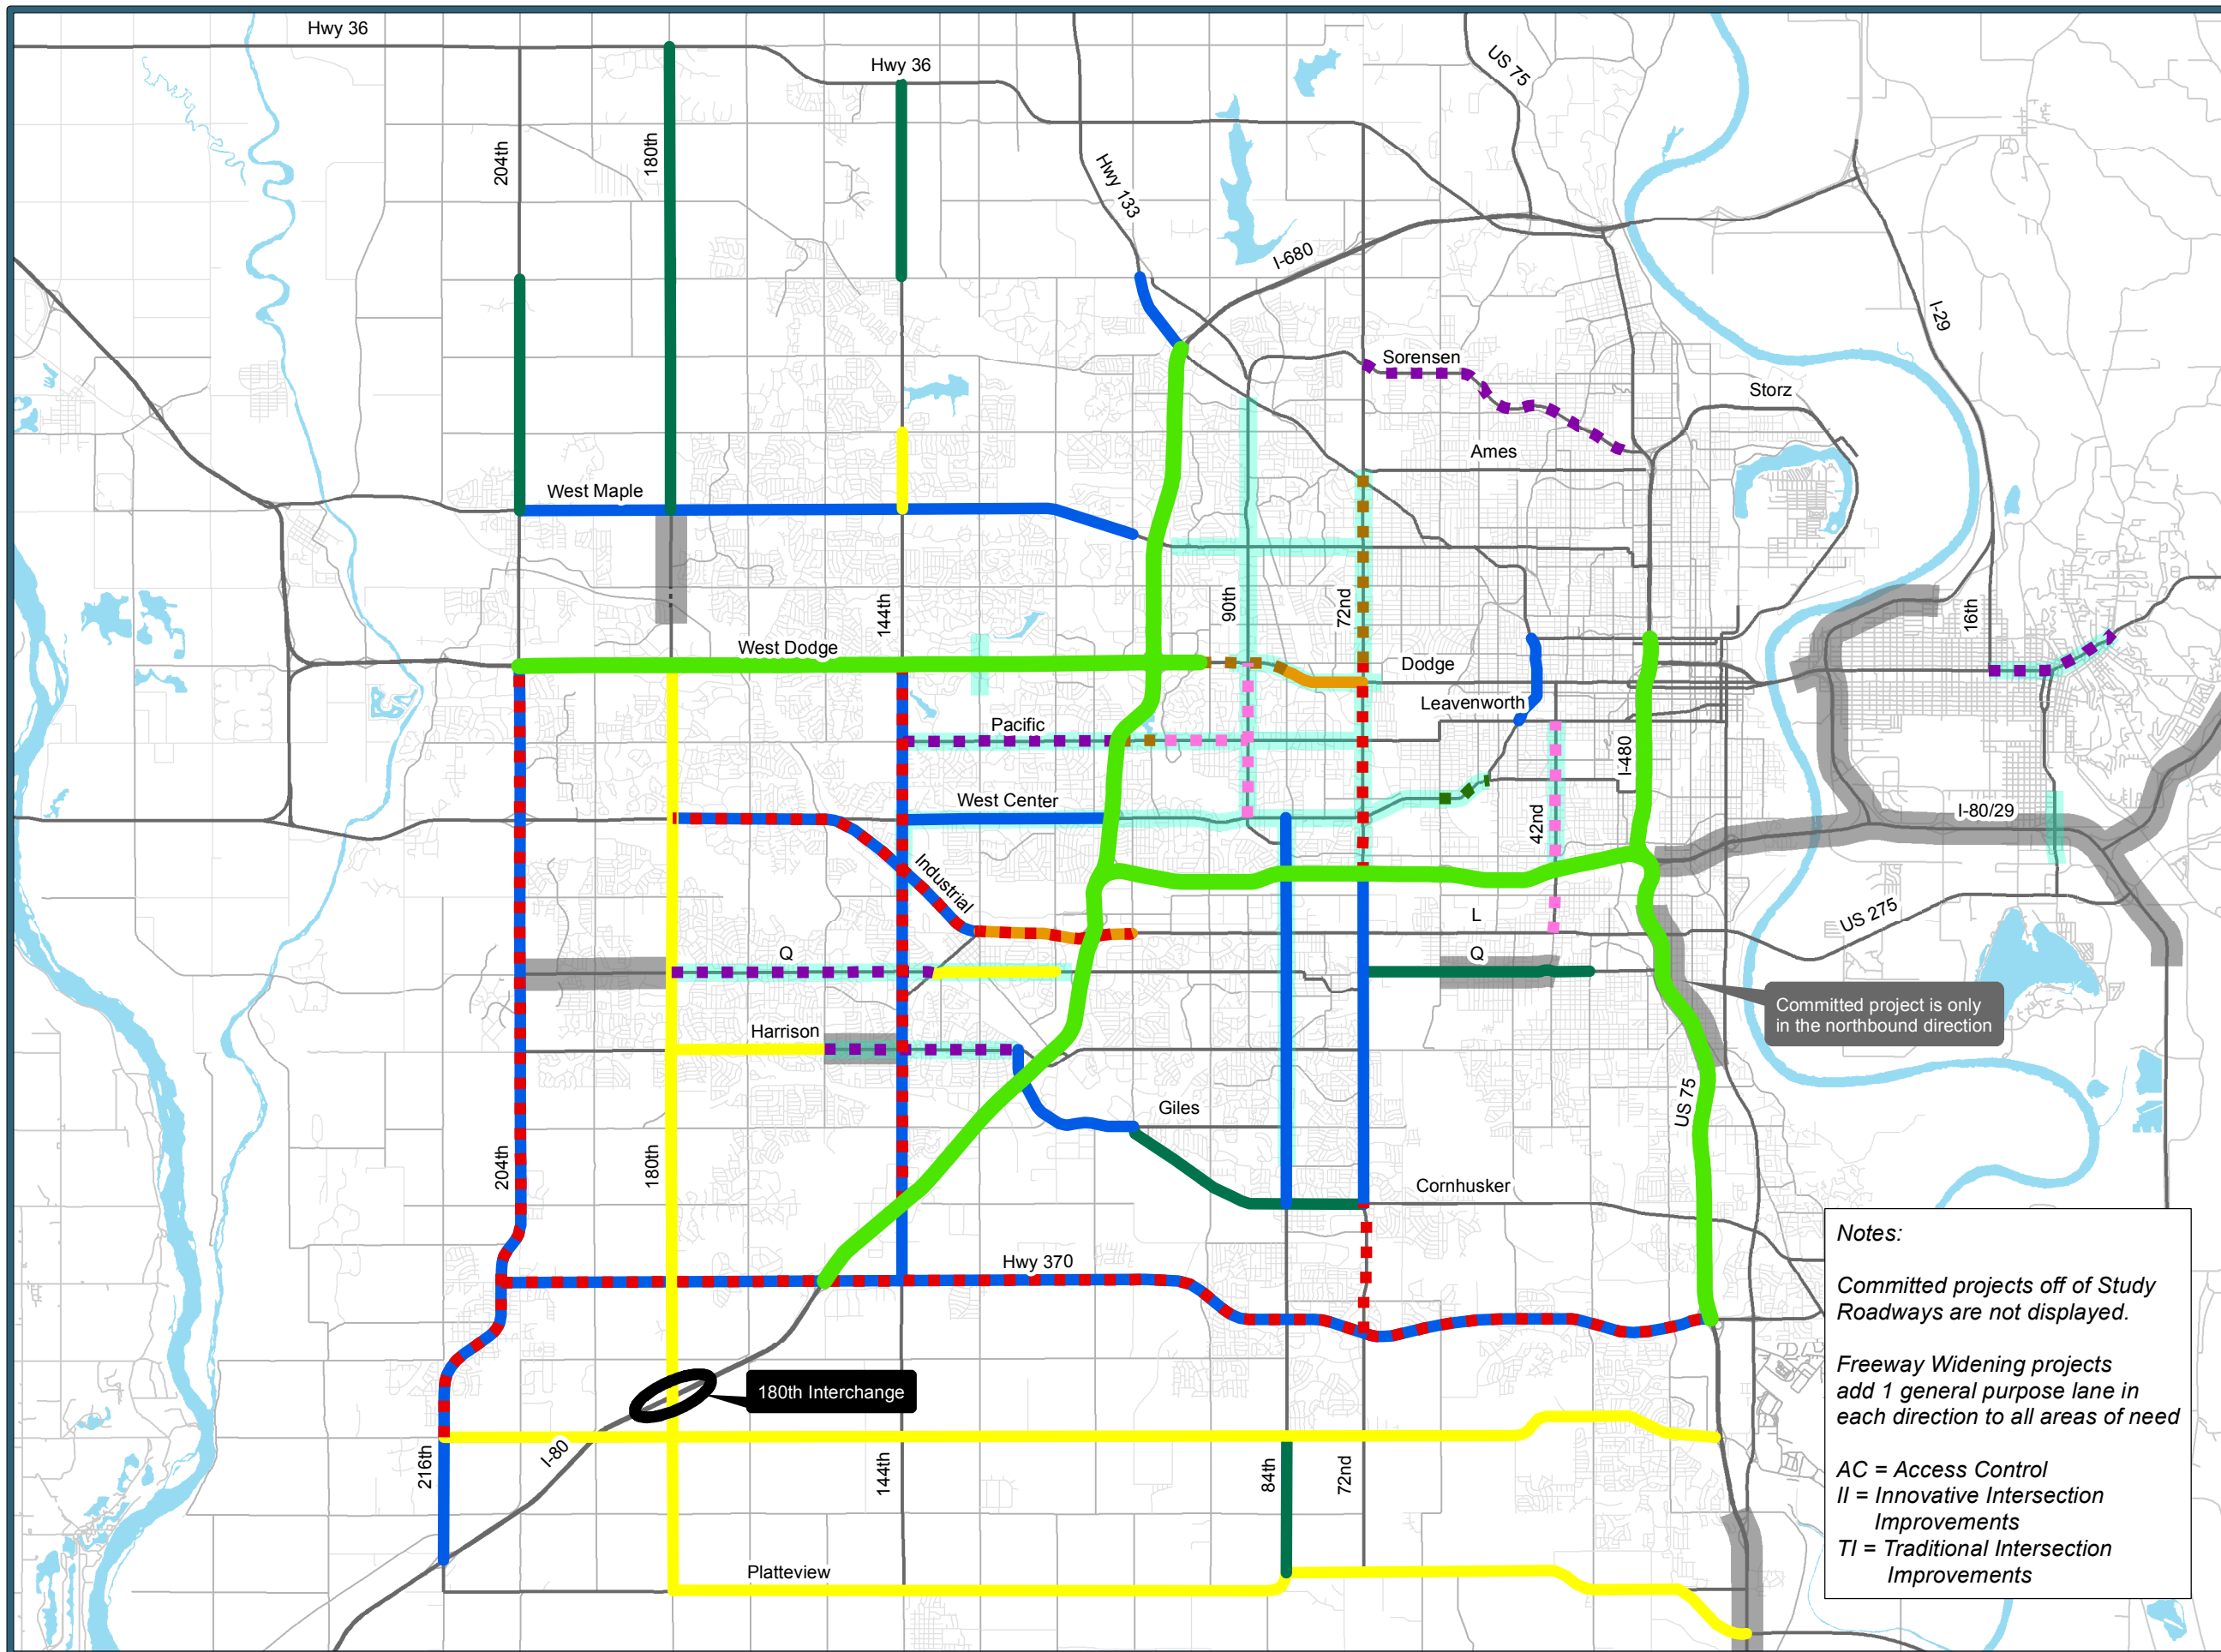 Hwy 36
Hwy 36
US 75
204th
180th
Hwy 133
I-680
I-29
Sorensen
Storz
Ames
West Maple
144th
90th
72nd
16th
West Dodge
Dodge
Leavenworth
Pacific
I-480
West Center
42nd
I-80/29
Industrial
L
US 275
Q
Q
Committed project is only
in the northbound direction
Harrison
Giles
US 75
204th
180th
Cornhusker
Hwy 370
180th Interchange
I-80
216th
144th
84th
72nd
Platteview
Notes:
Committed projects off of Study
Roadways are not displayed.
Freeway Widening projects
add 1 general purpose lane in
each direction to all areas of need
AC = Access Control
II = Innovative Intersection
Improvements
TI = Traditional Intersection
Improvements